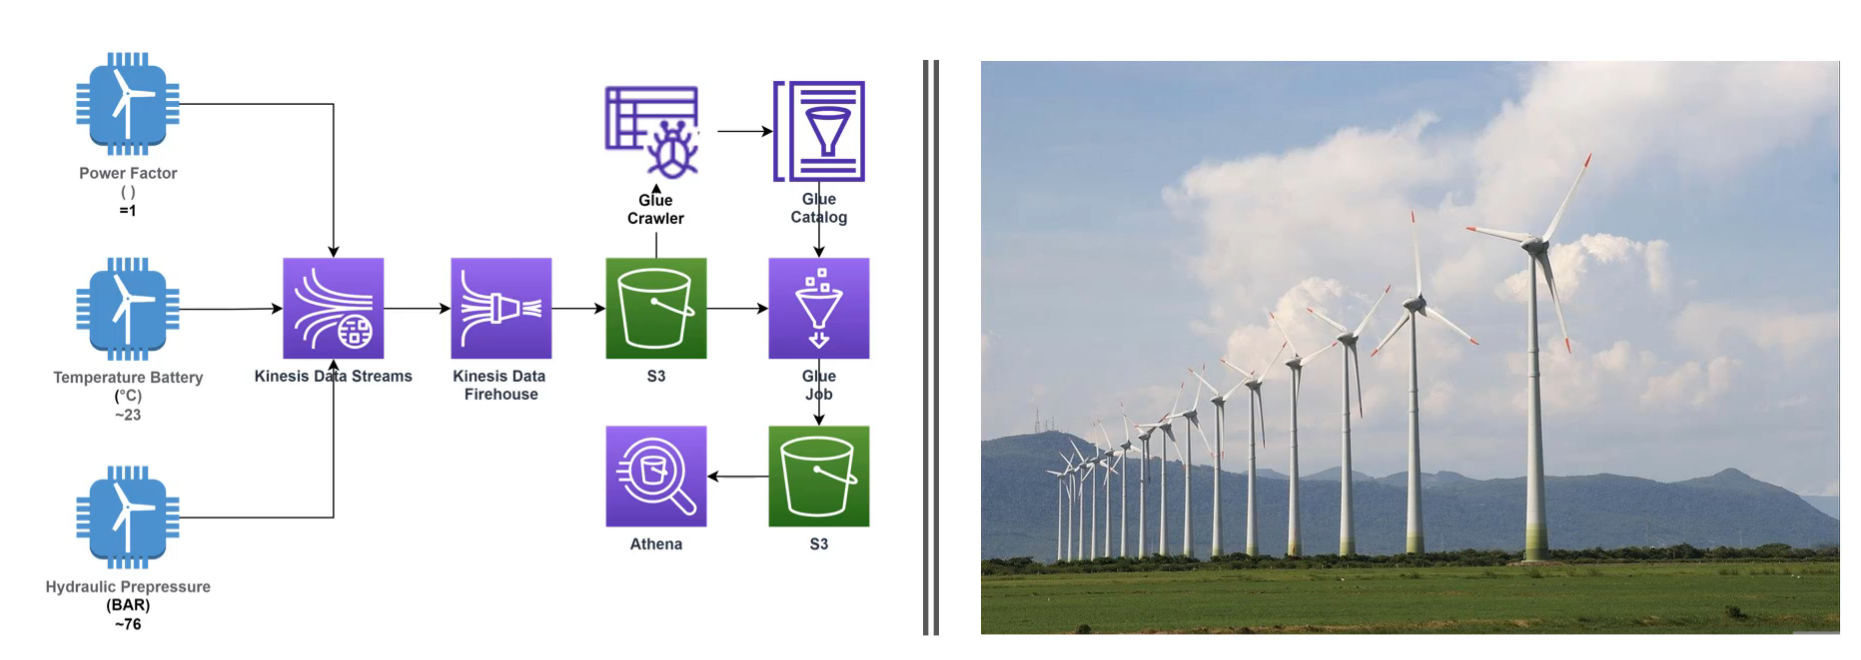 Power Factor
( )
=1
Temperature Battery
(°C)
~23
Hydraulic Prepressure
(BAR)
~76
Kinesis Data Streams
Kinesis Data
Firehouse
S3
Glue
Crawler
Glue
Catalog
Glue
Job
Athena
S3